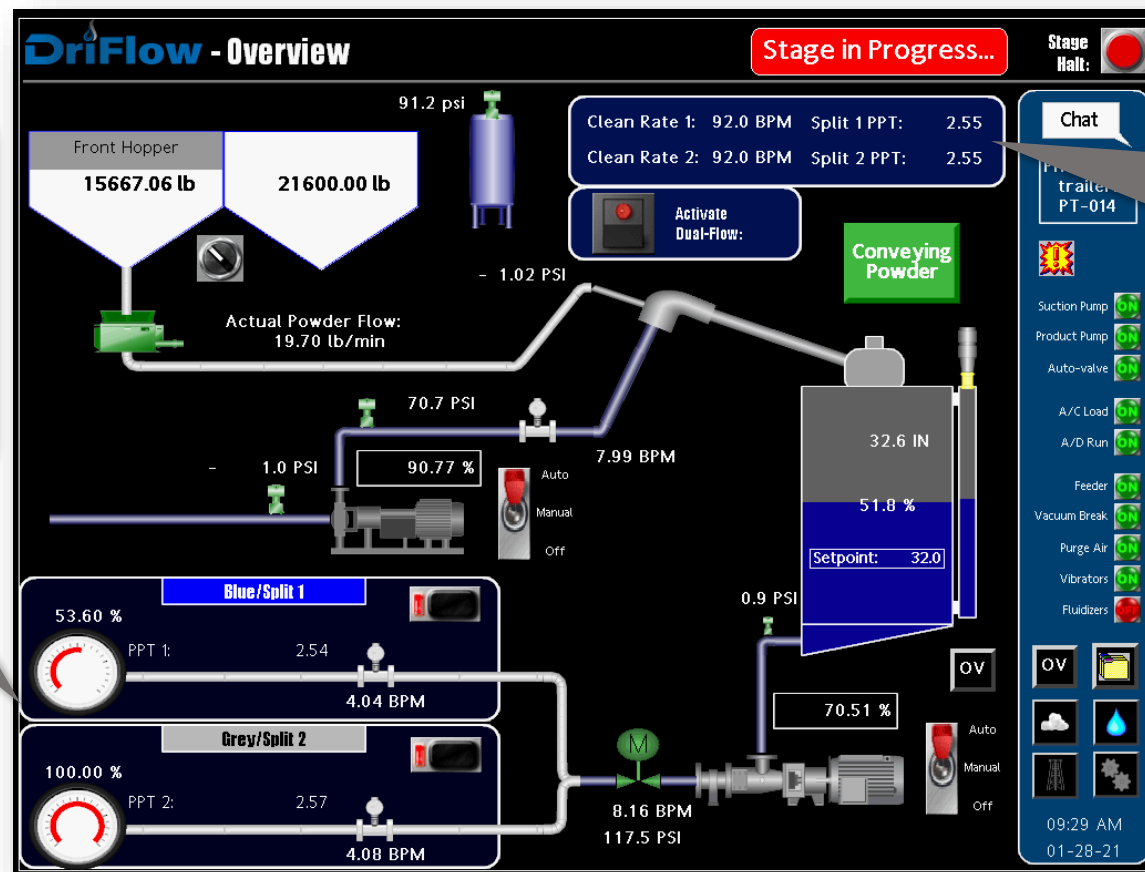 DriFlow - Overview
Stage in Progress...
Stage
Halt:
91.2 psi
Clean Rate 1: 92.0 BPM Split 1 PPT: 2.55
Clean Rate 2: 92.0 BPM Split 2 PPT: 2.55
Chat
trailer
PT-014
Front Hopper
15667.06 lb
21600.00 lb
Activate
Dual-Flow:
Conveying
Powder
- 1.02 PSI
Actual Powder Flow:
19.70 lb/min
Suction Pump ON
Product Pump ON
Auto-valve ON
A/C Load ON
A/D Run ON
Feeder ON
Vacuum Break ON
Purge Air ON
Vibrators ON
Fluidizers OFF
70.7 PSI
7.99 BPM
- 1.0 PSI
90.77 %
Auto
Manual
Off
32.6 IN
51.8 %
Setpoint: 32.0
0.9 PSI
Blue/Split 1
53.60 %
PPT 1: 2.54
4.04 BPM
OV
OV
70.51 %
Auto
Manual
Off
Grey/Split 2
100.00 %
PPT 2: 2.57
4.08 BPM
M
8.16 BPM
117.5 PSI
09:29 AM
01-28-21